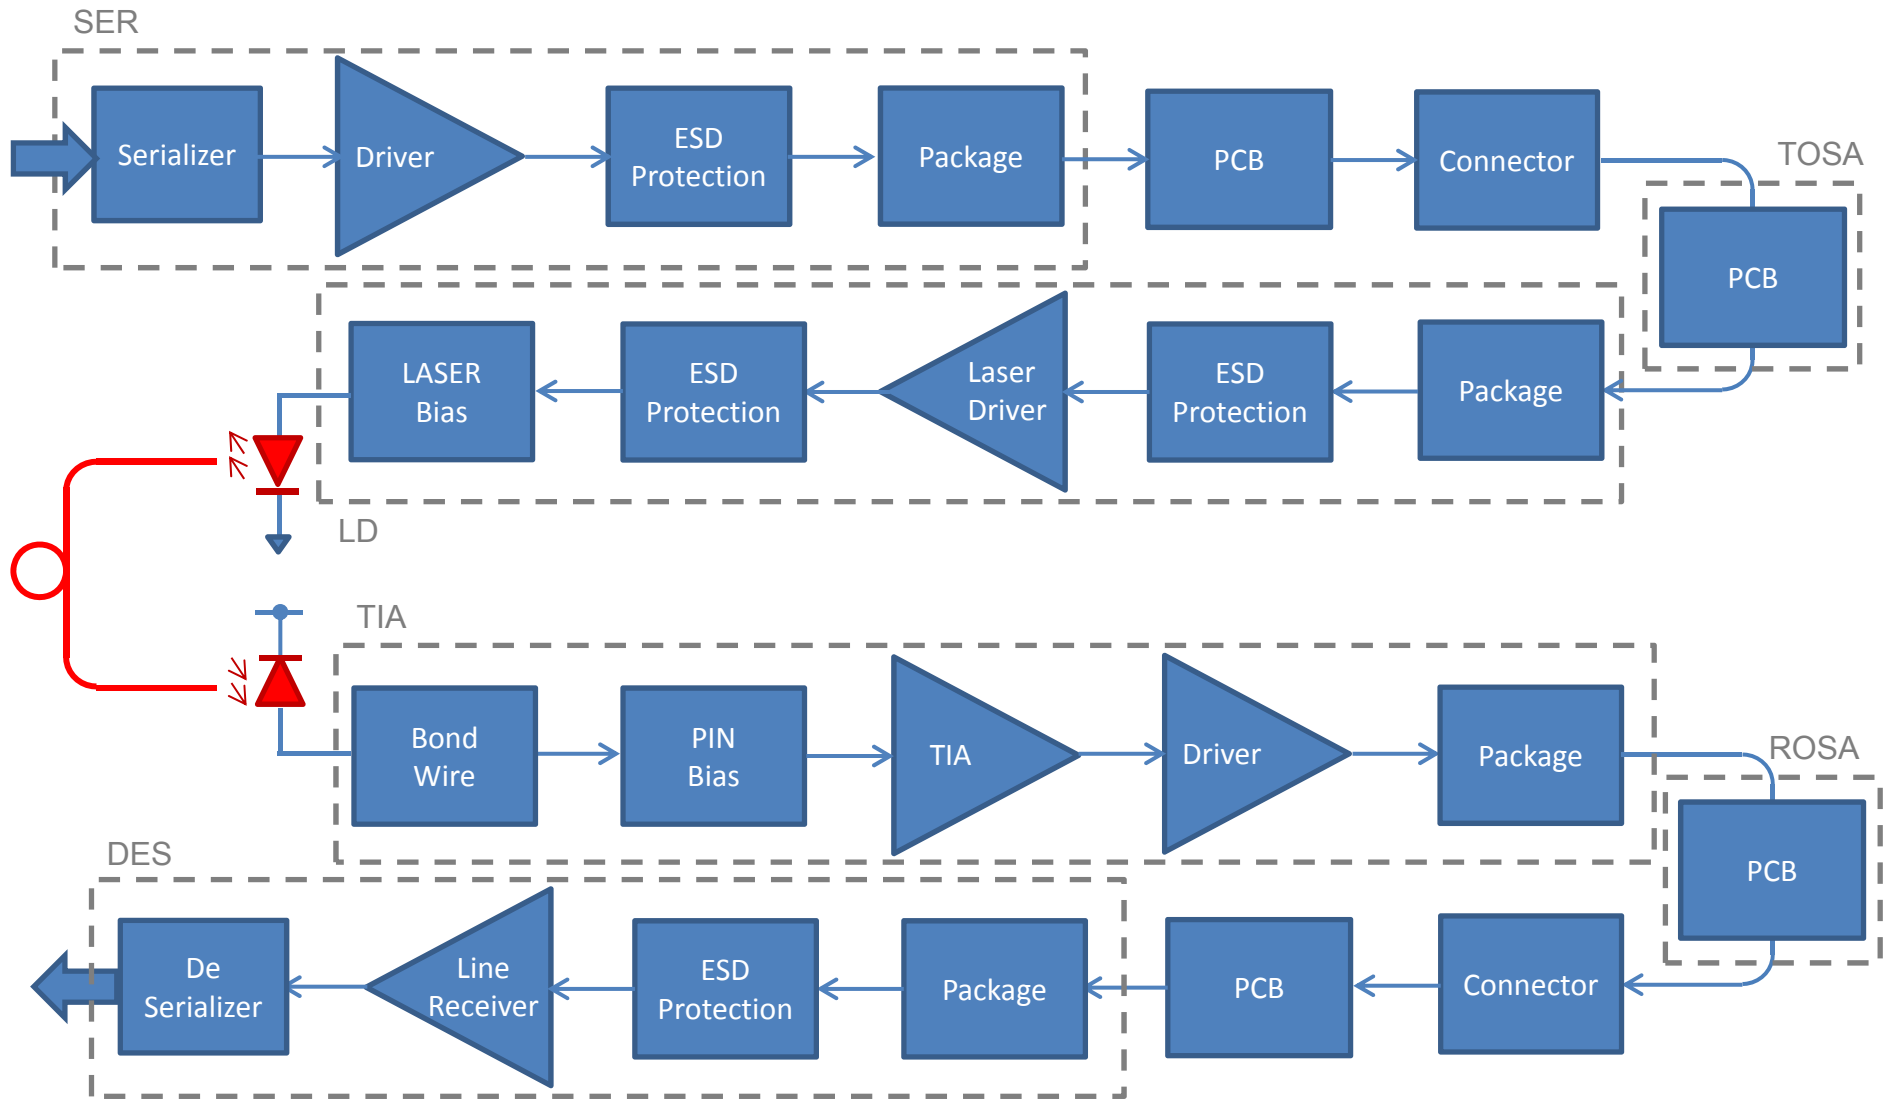 SER
Serializer
Driver
ESD
Protection
Package
PCB
Connector
TOSA
PCB
Package
ESD
Protection
Laser
Driver
ESD
Protection
LASER
Bias
LD
TIA
Bond
Wire
PIN
Bias
TIA
Driver
Package
ROSA
PCB
Connector
PCB
Package
ESD
Protection
Line
Receiver
De
Serializer
DES